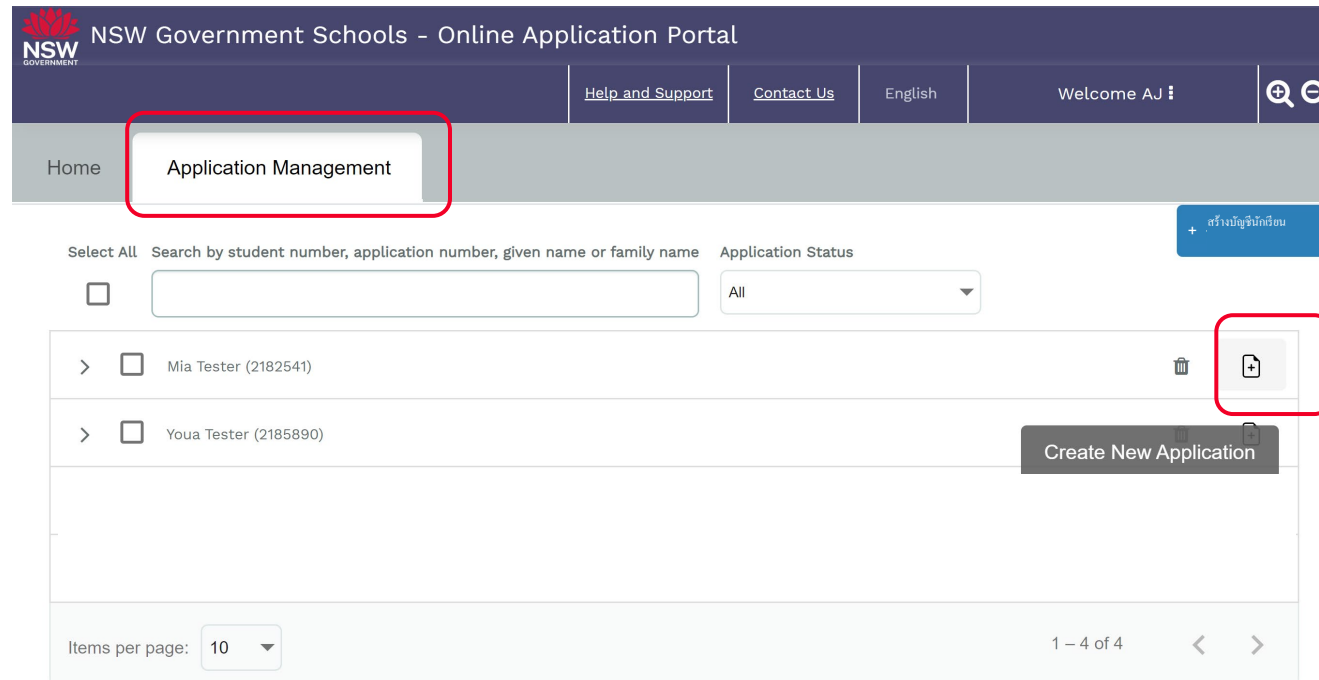 NSW Government Schools - Online Application Portal
NSW
GOVERNMENT
Help and Support
Contact Us
English
Welcome AJ
Home
Application Management
+ สร้างบัญชีนักเรียน
Select All
Search by student number, application number, given name or family name
Application Status
All
Mia Tester (2182541)
Youa Tester (2185890)
Create New Application
Items per page:
10
1 – 4 of 4